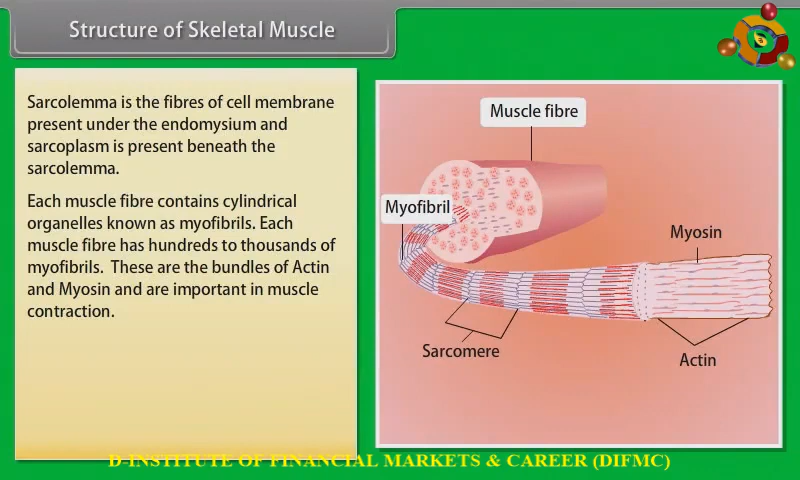 Structure of Skeletal Muscle
Sarcolemma is the fibres of cell membrane
present under the endomysium and
sarcoplasm is present beneath the
sarcolemma.
Each muscle fibre contains cylindrical
organelles known as myofibrils. Each
muscle fibre has hundreds to thousands of
myofibrils. These are the bundles of Actin
and Myosin and are important in muscle
contraction.
Muscle fibre
Myofibril
Myosin
Sarcomere
Actin
D-INSTITUTE OF FINANCIAL MARKETS & CAREER (DIFMC)